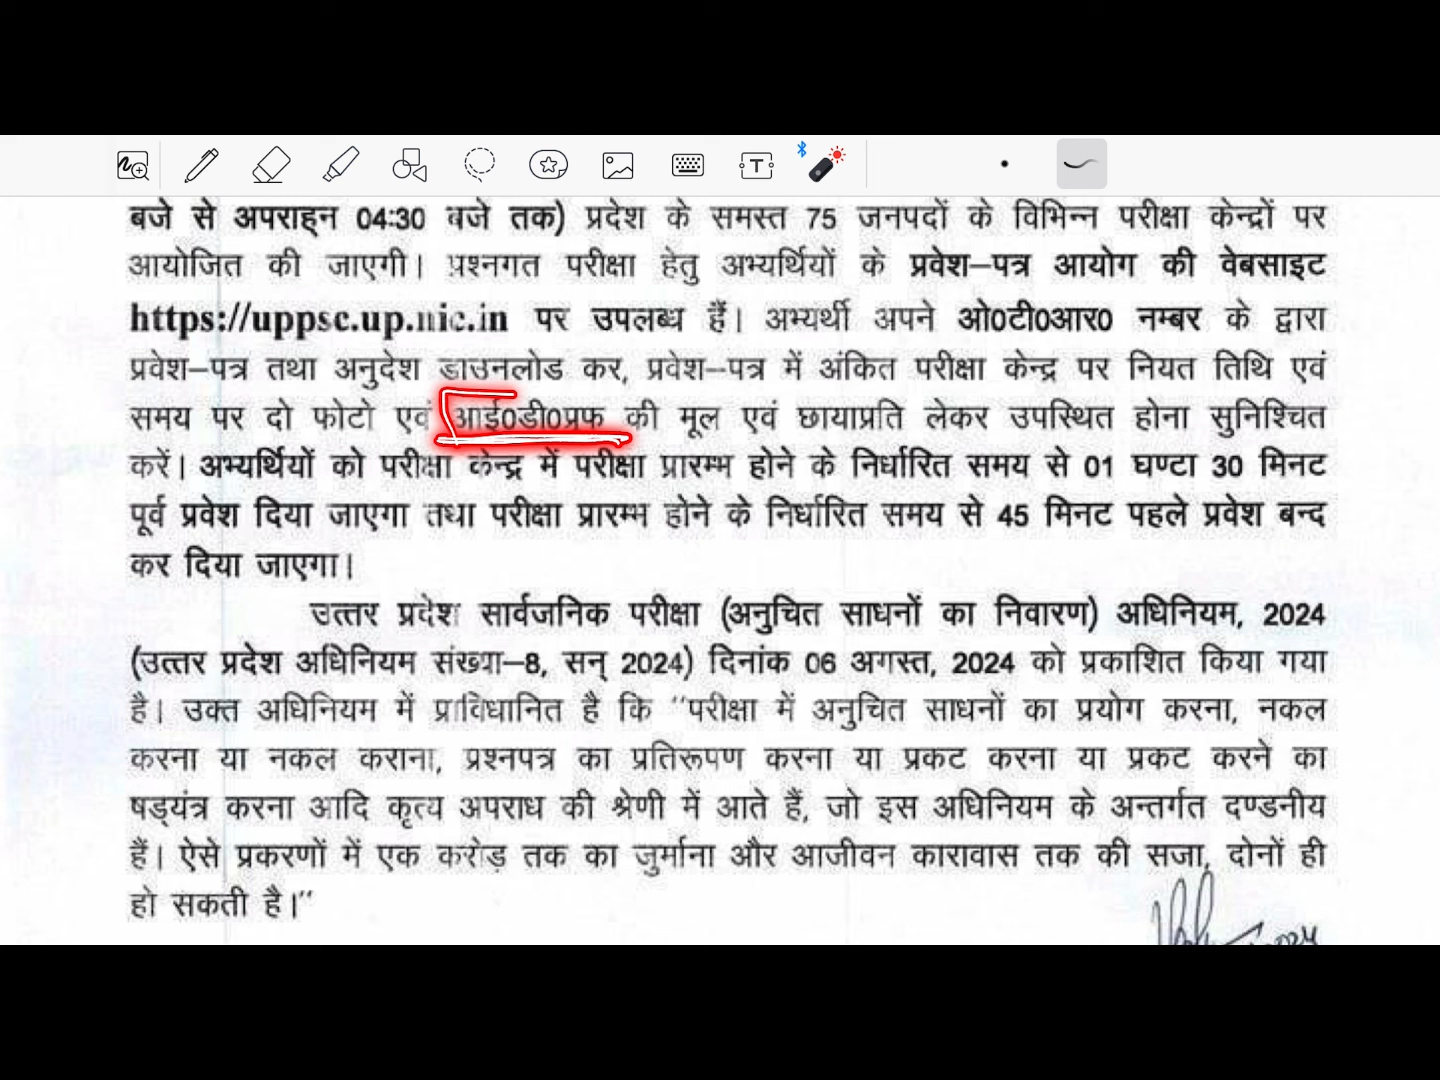 बजे से अपराह्न 04:30 बजे तक) प्रदेश के समस्त 75 जनपदों के विभिन्न परीक्षा केन्द्रों पर
आयोजित की जाएगी। प्रश्नगत परीक्षा हेतु अभ्यर्थियों के प्रवेश–पत्र आयोग की वेबसाइट
https://uppsc.up.nic.in पर उपलब्ध हैं। अभ्यर्थी अपने ओ0टी0आर0 नम्बर के द्वारा
प्रवेश–पत्र तथा अनुदेश डाउनलोड कर, प्रवेश–पत्र में अंकित परीक्षा केन्द्र पर नियत तिथि एवं
समय पर दो फोटो एवं आई0डी0प्रफ की मूल एवं छायाप्रति लेकर उपस्थित होना सुनिश्चित
करें। अभ्यर्थियों को परीक्षा केन्द्र में परीक्षा प्रारम्भ होने के निर्धारित समय से 01 घण्टा 30 मिनट
पूर्व प्रवेश दिया जाएगा तथा परीक्षा प्रारम्भ होने के निर्धारित समय से 45 मिनट पहले प्रवेश बन्द
कर दिया जाएगा।
उत्तर प्रदेश सार्वजनिक परीक्षा (अनुचित साधनों का निवारण) अधिनियम, 2024
(उत्तर प्रदेश अधिनियम संख्या–8, सन् 2024) दिनांक 06 अगस्त, 2024 को प्रकाशित किया गया
है। उक्त अधिनियम में प्राविधानित है कि ‘‘परीक्षा में अनुचित साधनों का प्रयोग करना, नकल
करना या नकल कराना, प्रश्नपत्र का प्रतिरूपण करना या प्रकट करना या प्रकट करने का
षड्यंत्र करना आदि कृत्य अपराध की श्रेणी में आते हैं, जो इस अधिनियम के अन्तर्गत दण्डनीय
हैं। ऐसे प्रकरणों में एक करोड़ तक का जुर्माना और आजीवन कारावास तक की सजा, दोनों ही
हो सकती है।’’